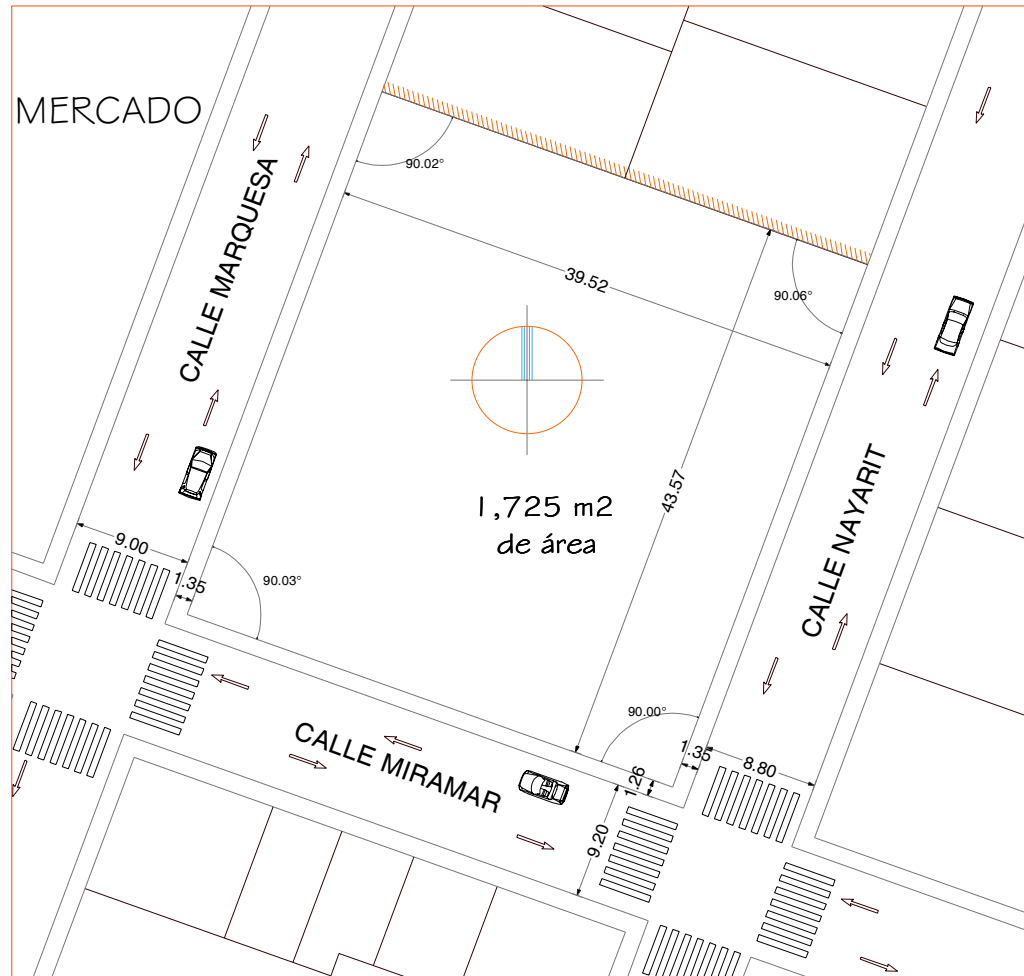 MERCADO
90.02°
CALLE MARQUESA
39.52
90.06°
43.57
1,725 m2
de área
CALLE NAYARIT
9.00
1.35
90.03°
90.00°
CALLE MIRAMAR
1.35
8.80
1.26
9.20